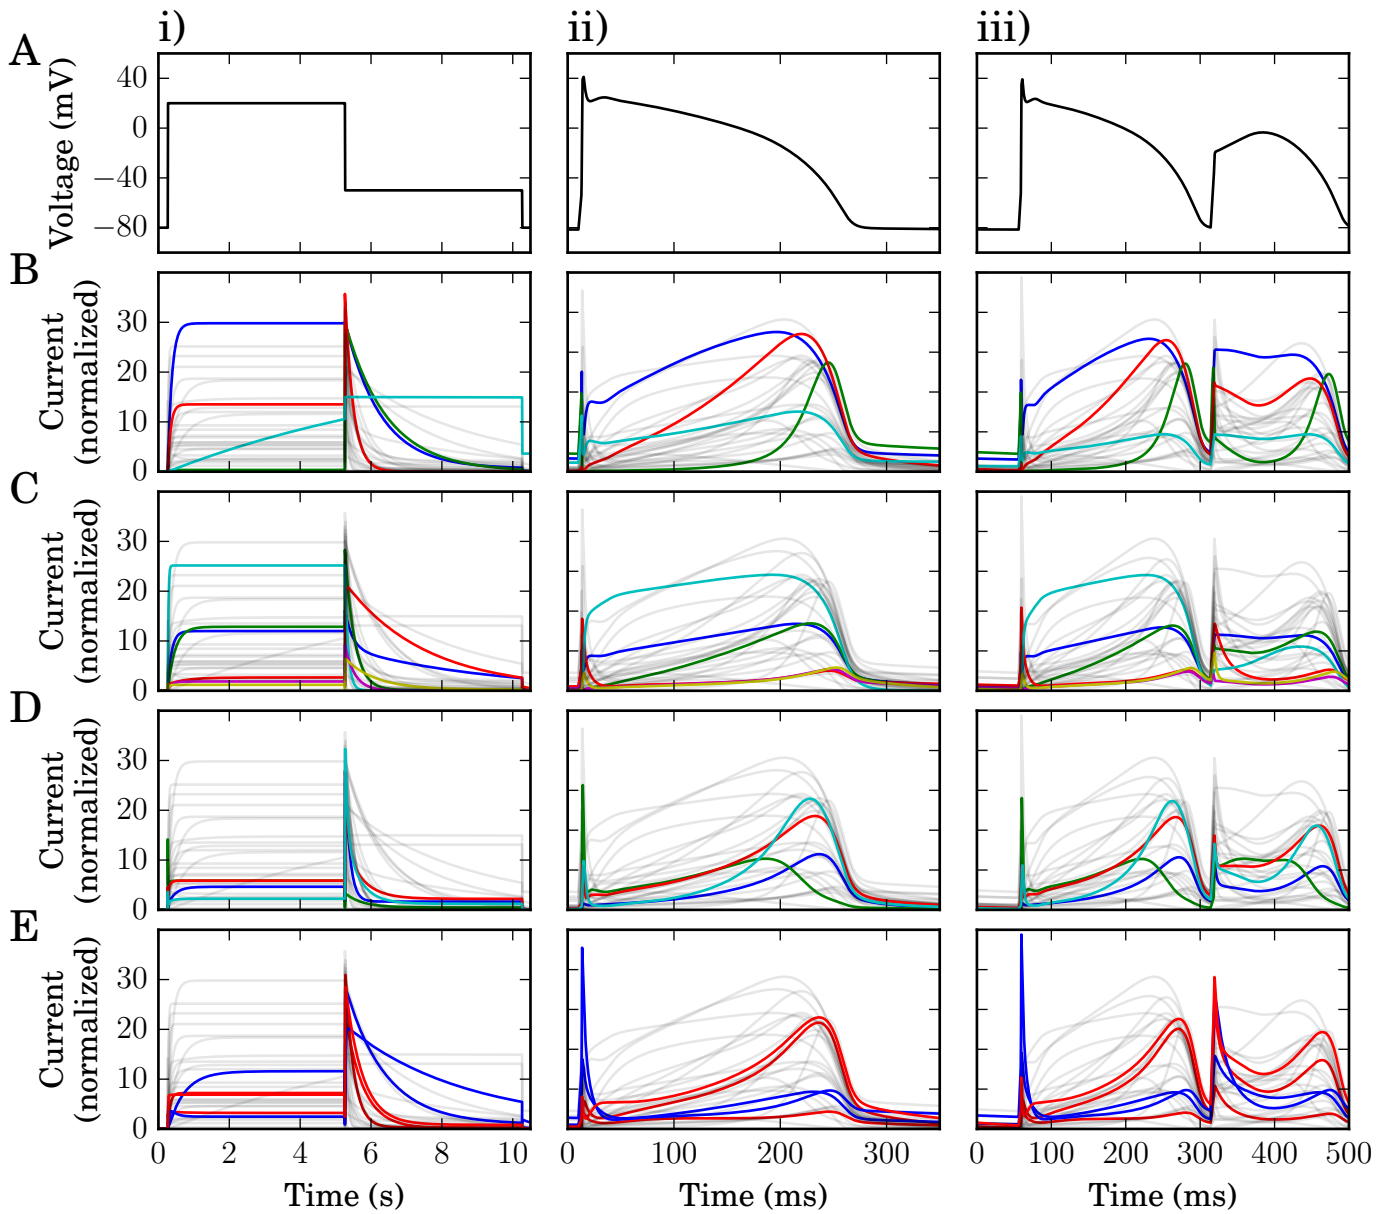 i) ii) iii)
A
Voltage (mV)
40
0
−40
−80
B
Current
(normalized)
30
20
10
0
C
Current
(normalized)
30
20
10
0
D
Current
(normalized)
30
20
10
0
E
Current
(normalized)
30
20
10
0
0 2 4 6 8 10
0 100 200 300
0 100 200 300 400 500
Time (s) Time (ms) Time (ms)